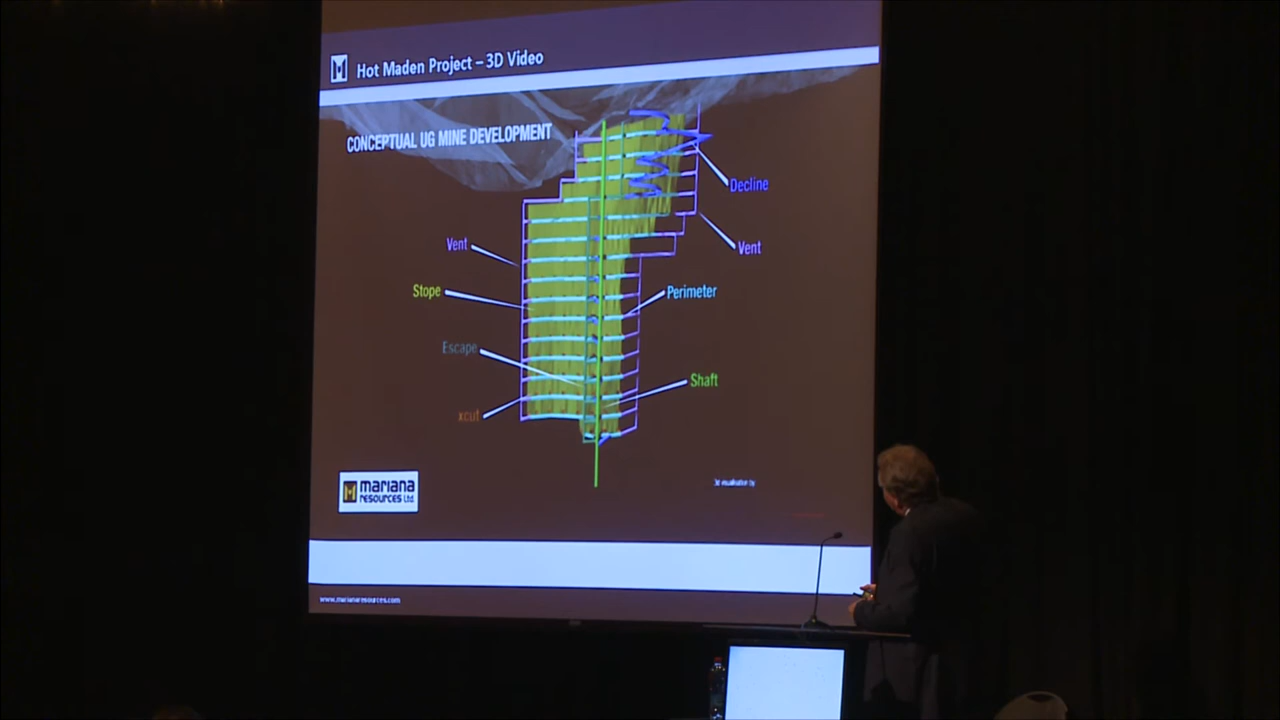 Hot Maden Project – 3D Video
CONCEPTUAL UG MINE DEVELOPMENT
Decline
Vent
Vent
Stope
Perimeter
Escape
Shaft
xcut
mariana
RESOURCES Ltd.
3d visualisation by
www.marianaresources.com